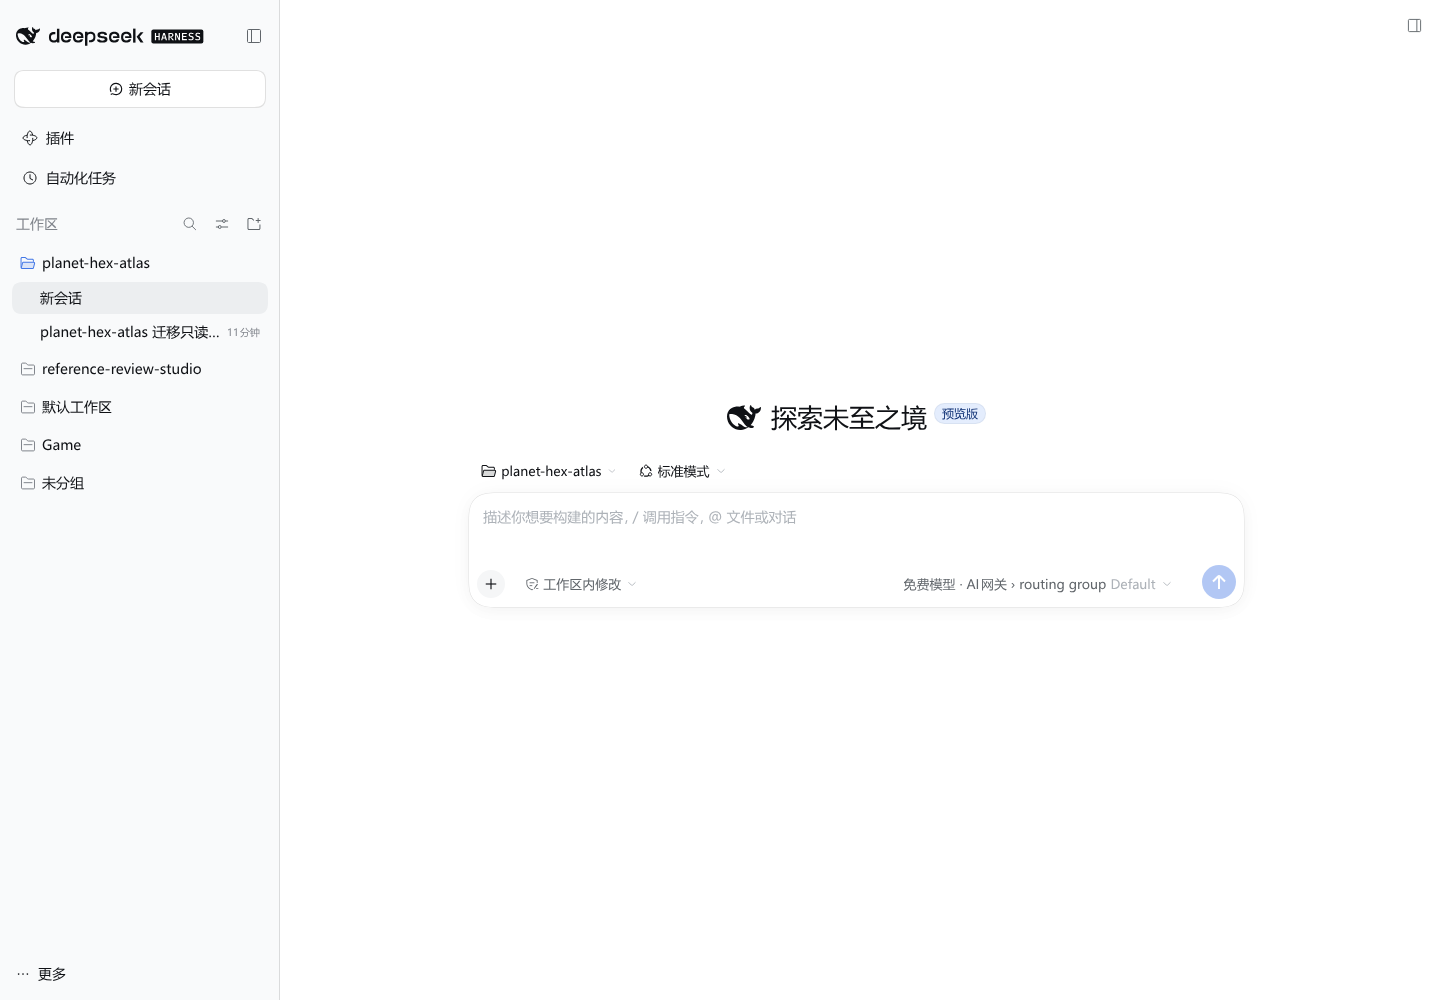 deepseek HARNESS
新会话
插件
自动化任务
工作区
planet-hex-atlas
新会话
planet-hex-atlas 迁移只读... 11分钟
reference-review-studio
默认工作区
Game
未分组
... 更多
探索未至之境 预览版
planet-hex-atlas 标准模式
描述你想要构建的内容, / 调用指令, @ 文件或对话
工作区内修改 免费模型 · AI网关 › routing group Default